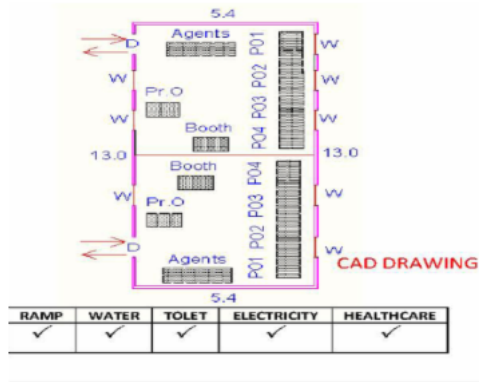 5.4
Agents
P01
D
W
W
P02
W
Pr.O
P03
W
W
Booth
P04
13.0
13.0
Booth
P04
W
Pr.O
P03
W
P02
D
W
Agents
P01
CAD DRAWING
5.4
RAMP WATER TOLET ELECTRICITY HEALTHCARE
✓ ✓ ✓ ✓ ✓